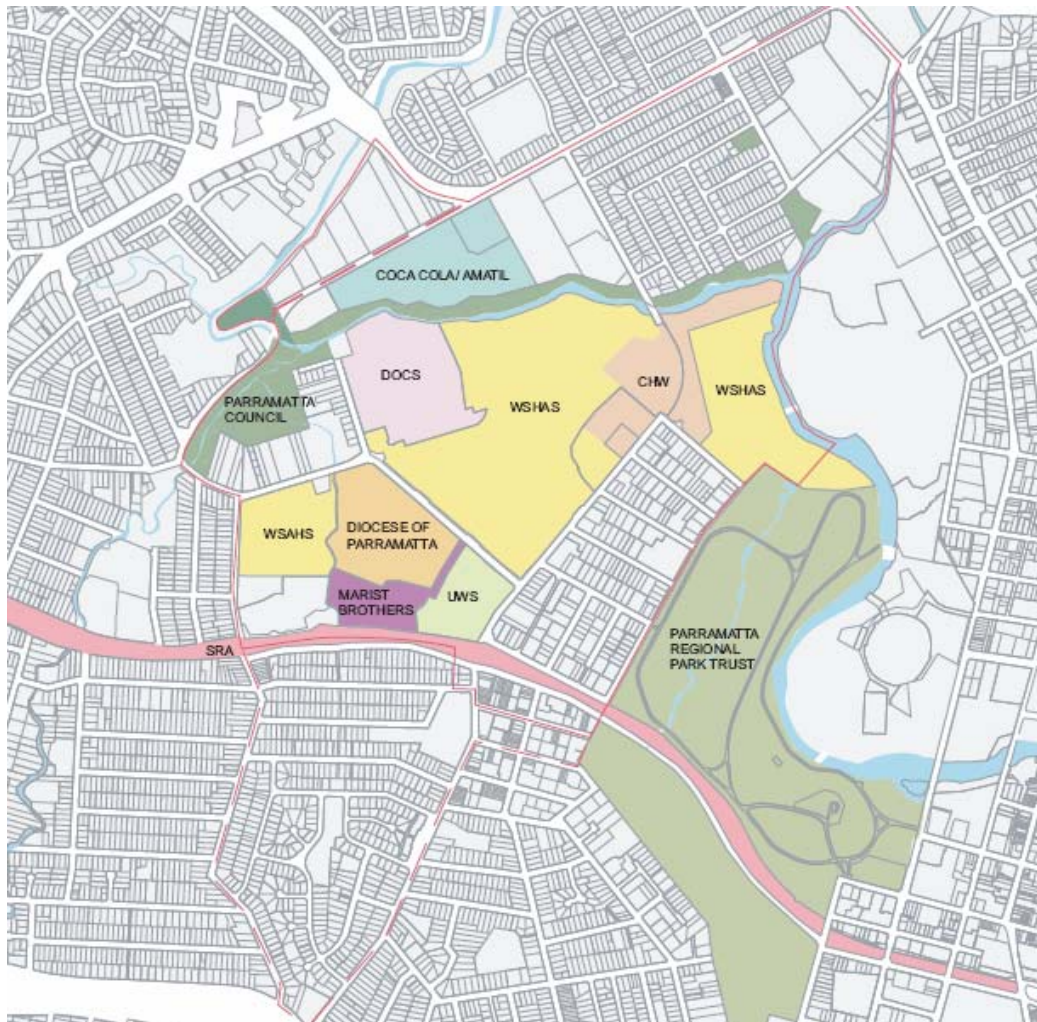 COCA COLA/ AMATIL
DOCS
CHW
PARRAMATTA
COUNCIL
WSHAS
WSHAS
WSAHS
DIOCESE OF
PARRAMATTA
MARIST
BROTHERS
UWS
SRA
PARRAMATTA
REGIONAL
PARK TRUST